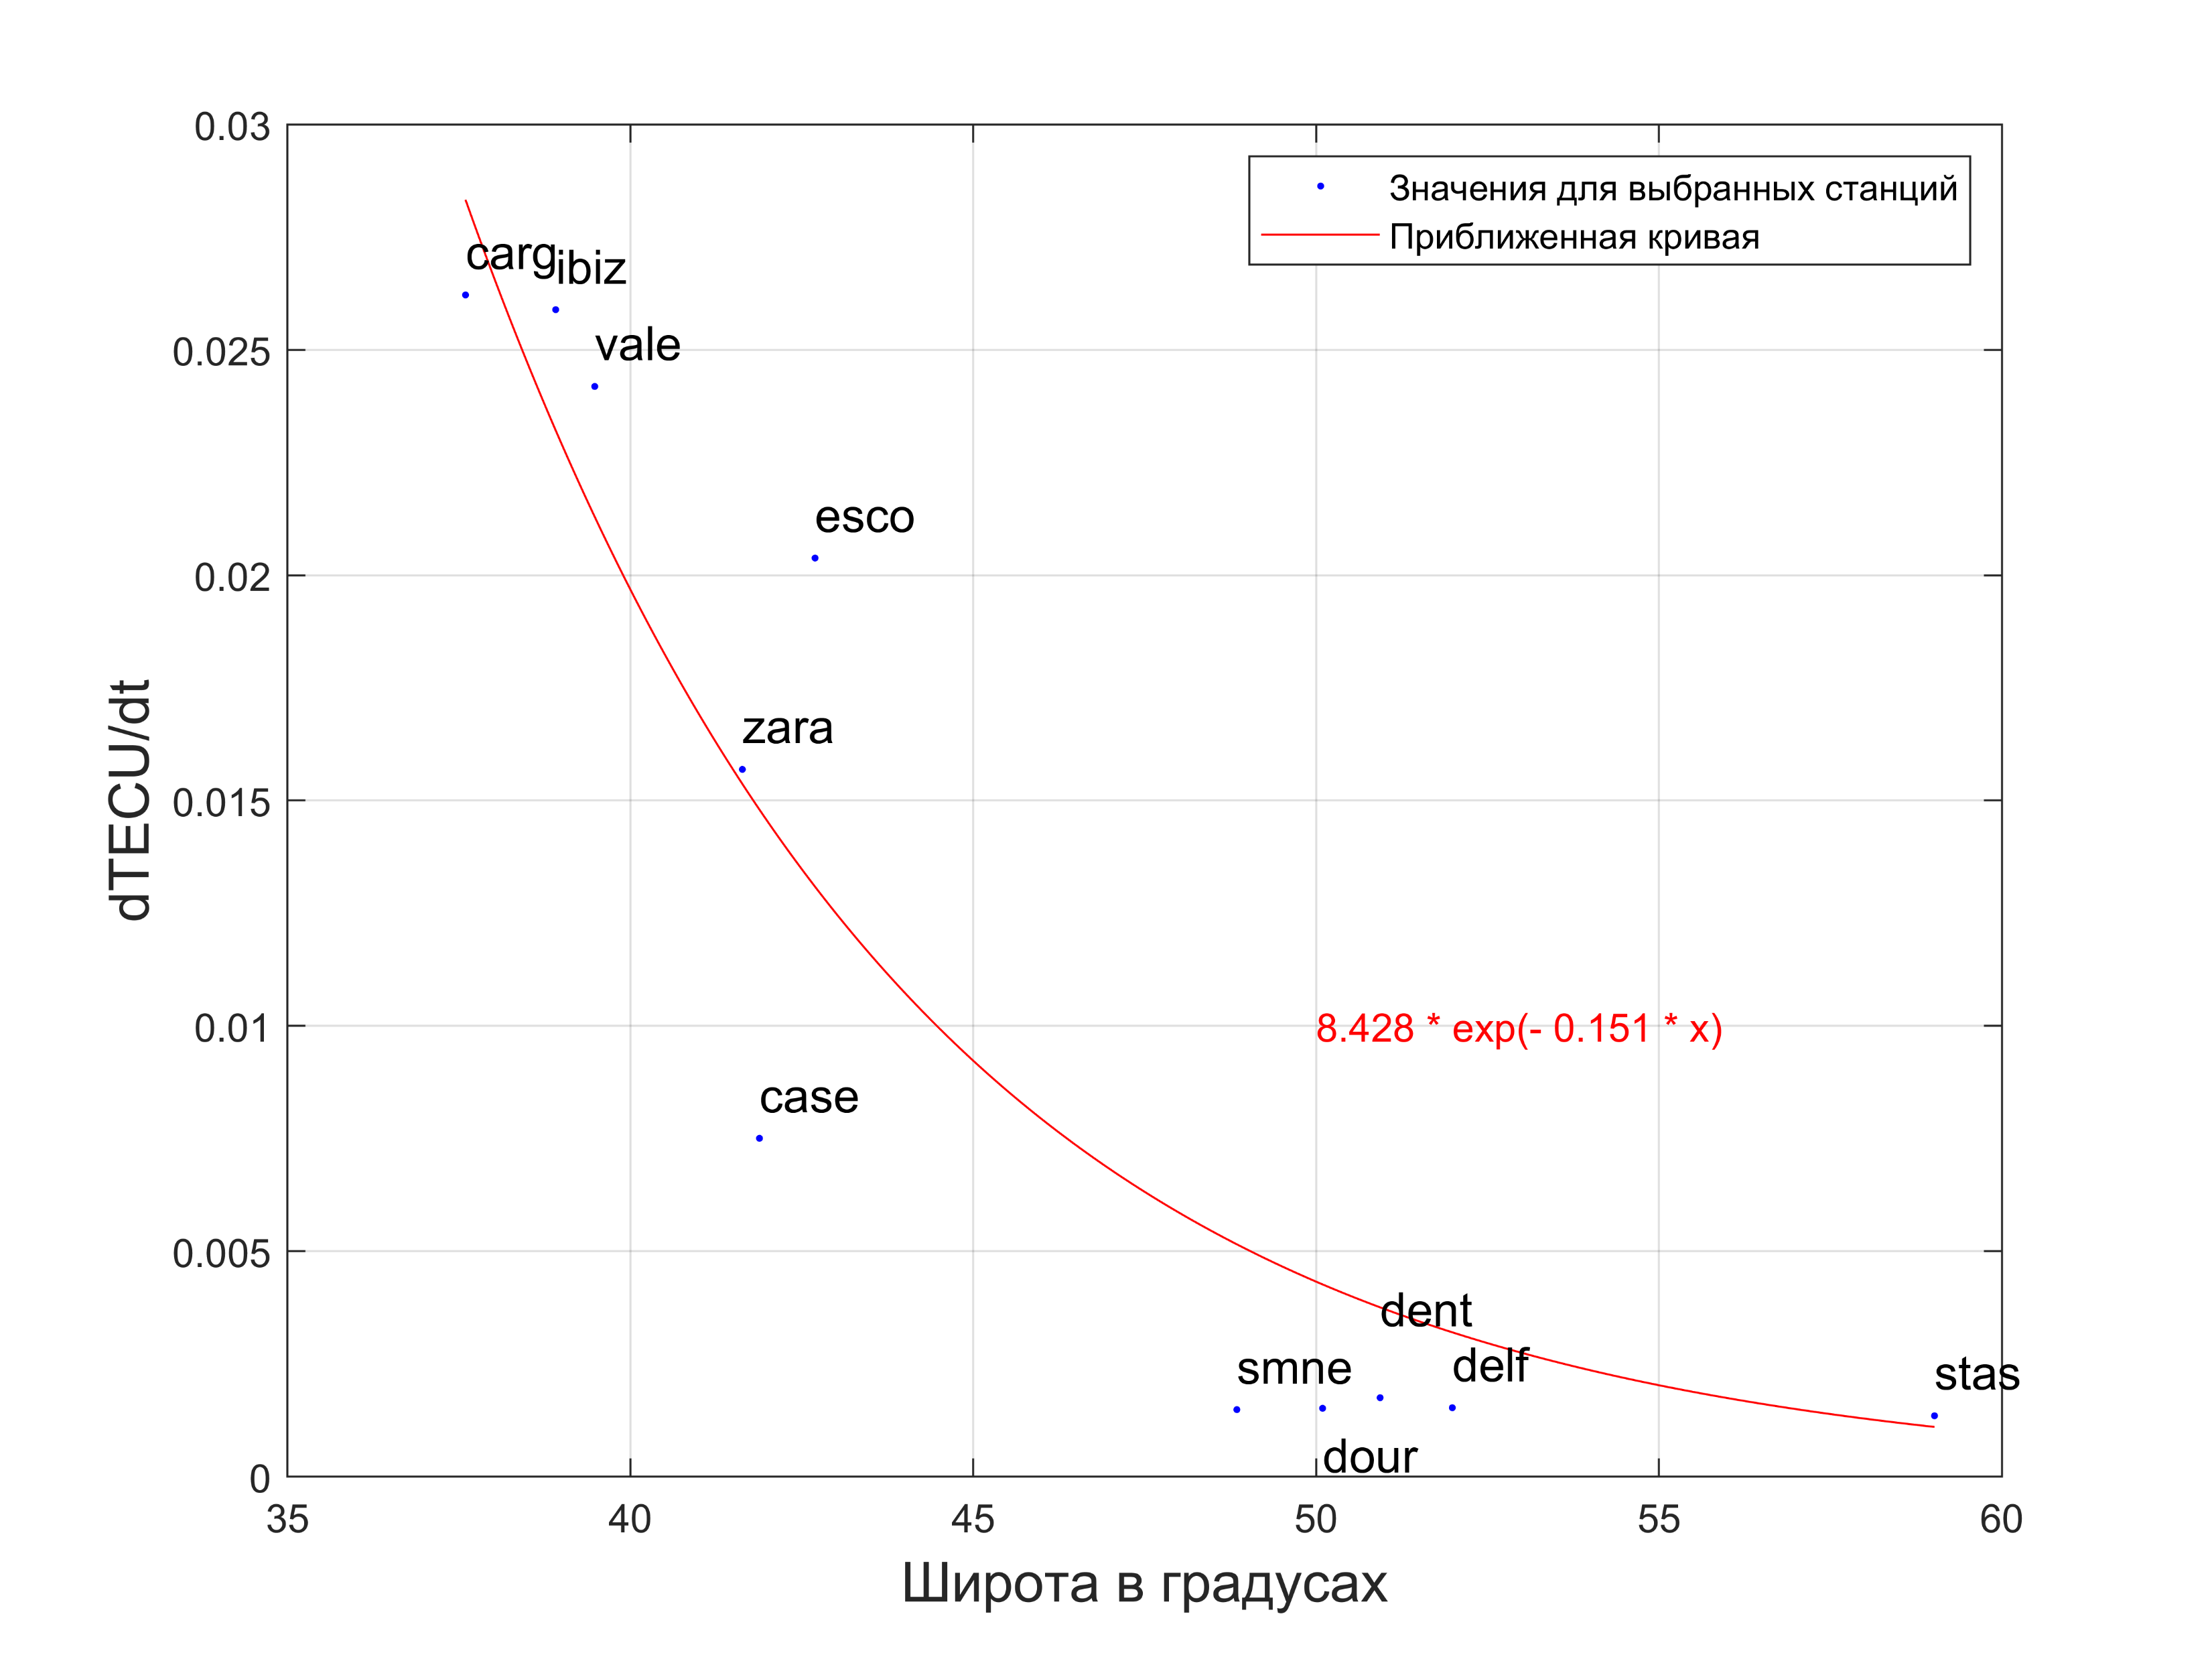 0.03
0.025
0.02
0.015
0.01
0.005
0
35
40
45
50
55
60
dTECU/dt
Широта в градусах
Значения для выбранных станций
Приближенная кривая
carg
ibiz
vale
esco
zara
case
8.428 * exp(- 0.151 * x)
dent
smne
delf
dour
stas